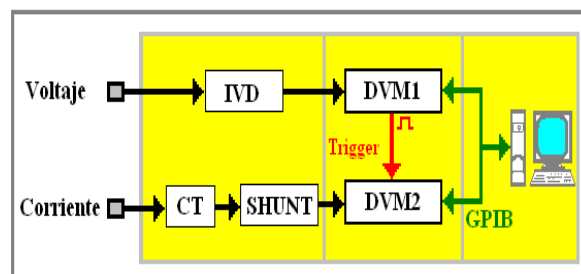 Voltaje
IVD
DVM1
Trigger
Corriente
CT
SHUNT
DVM2
GPIB